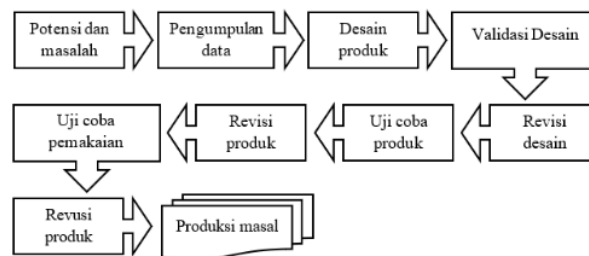 Potensi dan
masalah
Pengumpulan
data
Desain
produk
Validasi Desain
Revisi
desain
Uji coba
produk
Revisi
produk
Uji coba
pemakaian
Revusi
produk
Produksi masal